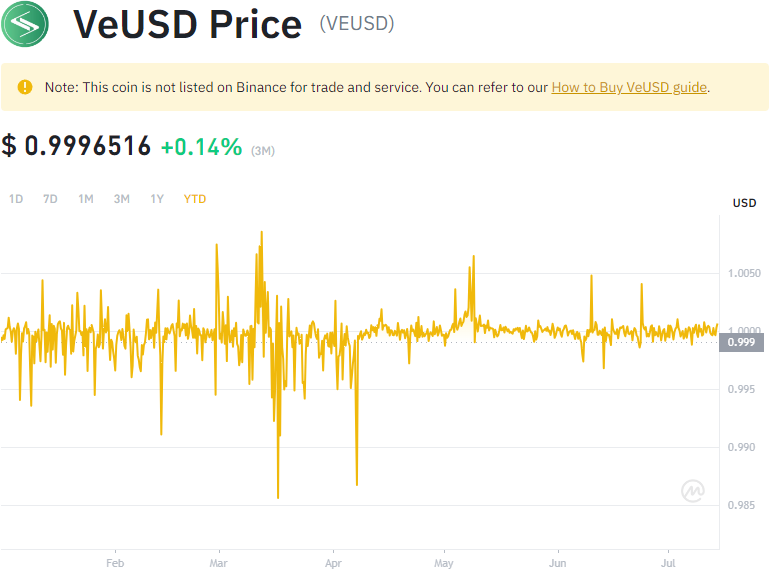 VeUSD Price (VEUSD)
Note: This coin is not listed on Binance for trade and service. You can refer to our How to Buy VeUSD guide.
$ 0.9996516 +0.14% (3M)
1D 7D 1M 3M 1Y YTD
USD
1.0050
1.0000
0.999
0.995
0.990
0.985
Feb Mar Apr May Jun Jul